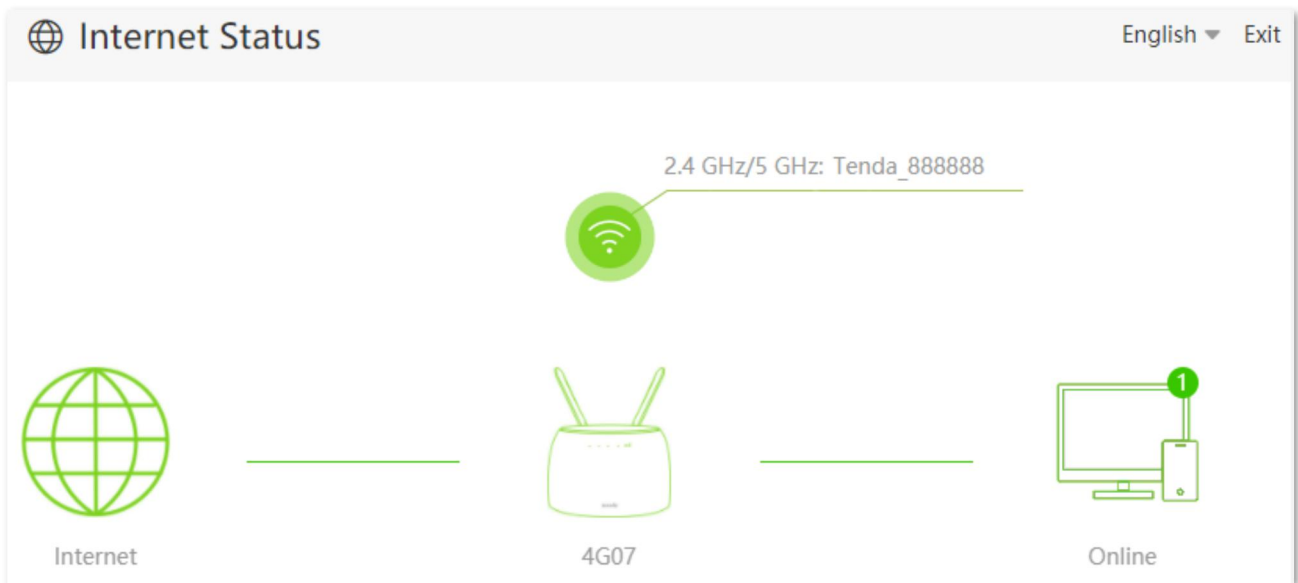 Internet Status
English Exit
2.4 GHz/5 GHz: Tenda_888888
1
Internet
4G07
Online